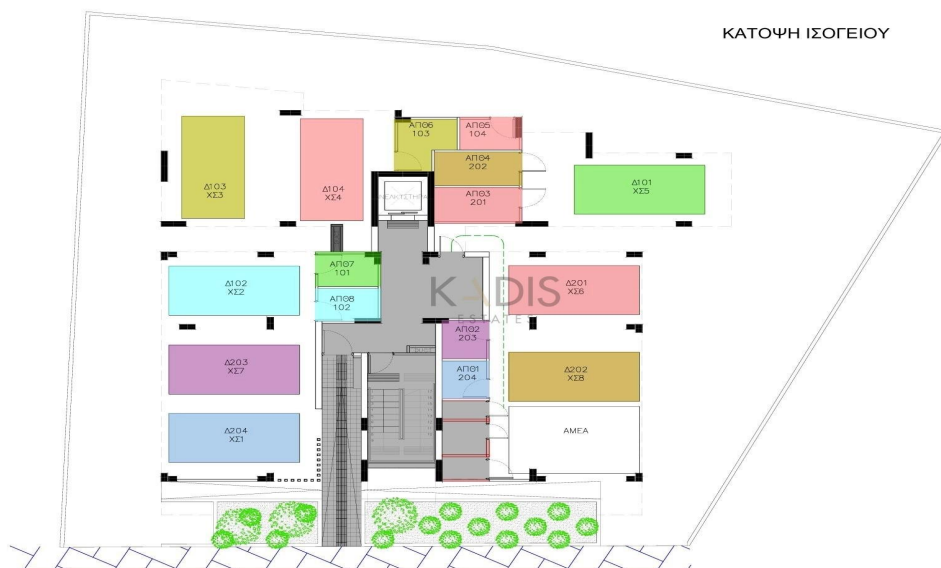 ΚΑΤΟΨΗ ΙΣΟΓΕΙΟΥ
ΑΠΘ6
103
ΑΠΘ5
104
ΑΠΘ4
202
ΑΠΘ3
201
Δ103
ΧΣ3
Δ104
ΧΣ4
Δ101
ΧΣ5
ΑΠΘ7
101
ΑΠΘ8
102
Δ102
ΧΣ2
Δ201
ΧΣ6
KADIS
ESTATES
ΑΠΘ2
203
ΑΠΘ1
204
Δ203
ΧΣ7
Δ202
ΧΣ8
Δ204
ΧΣ1
ΑΜΕΑ